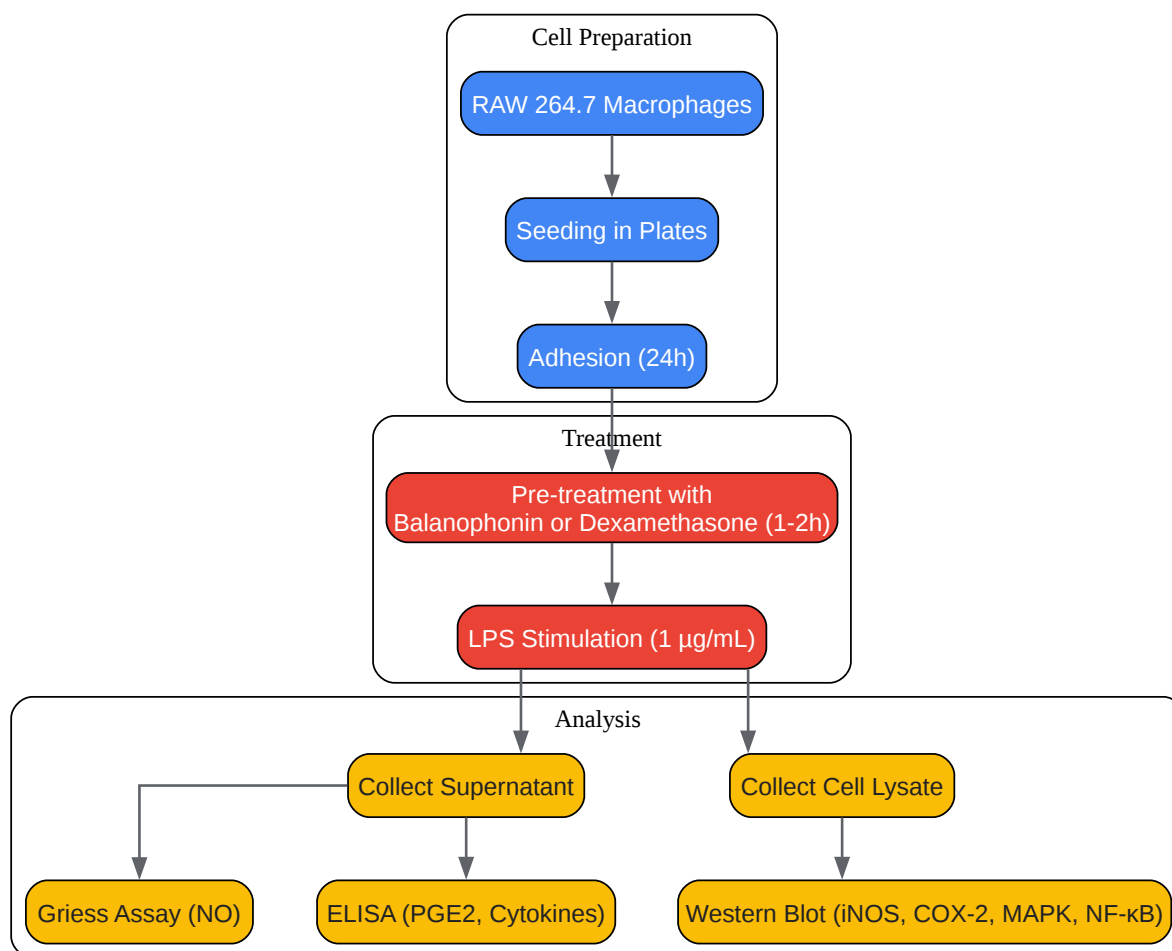 Cell Preparation
RAW 264.7 Macrophages
Seeding in Plates
Adhesion (24h)
Treatment
Pre-treatment with
Balanophonin or Dexamethasone (1-2h)
LPS Stimulation (1 µg/mL)
Analysis
Collect Supernatant
Collect Cell Lysate
Griess Assay (NO)
ELISA (PGE2, Cytokines)
Western Blot (iNOS, COX-2, MAPK, NF-κB)